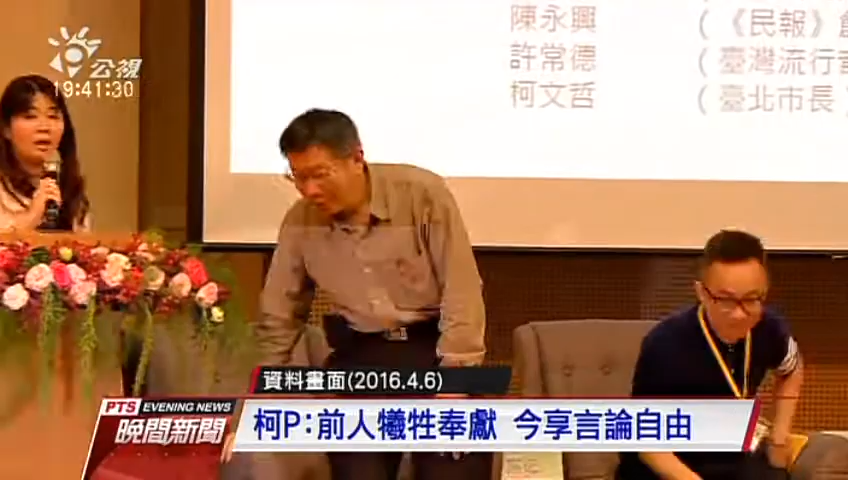 公視
19:41:30
陳永興 (《民報》
許常德 (臺灣流行
柯文哲 (臺北市長)
資料畫面(2016.4.6)
PTS EVENING NEWS
晚間新聞
柯P:前人犧牲奉獻 今享言論自由